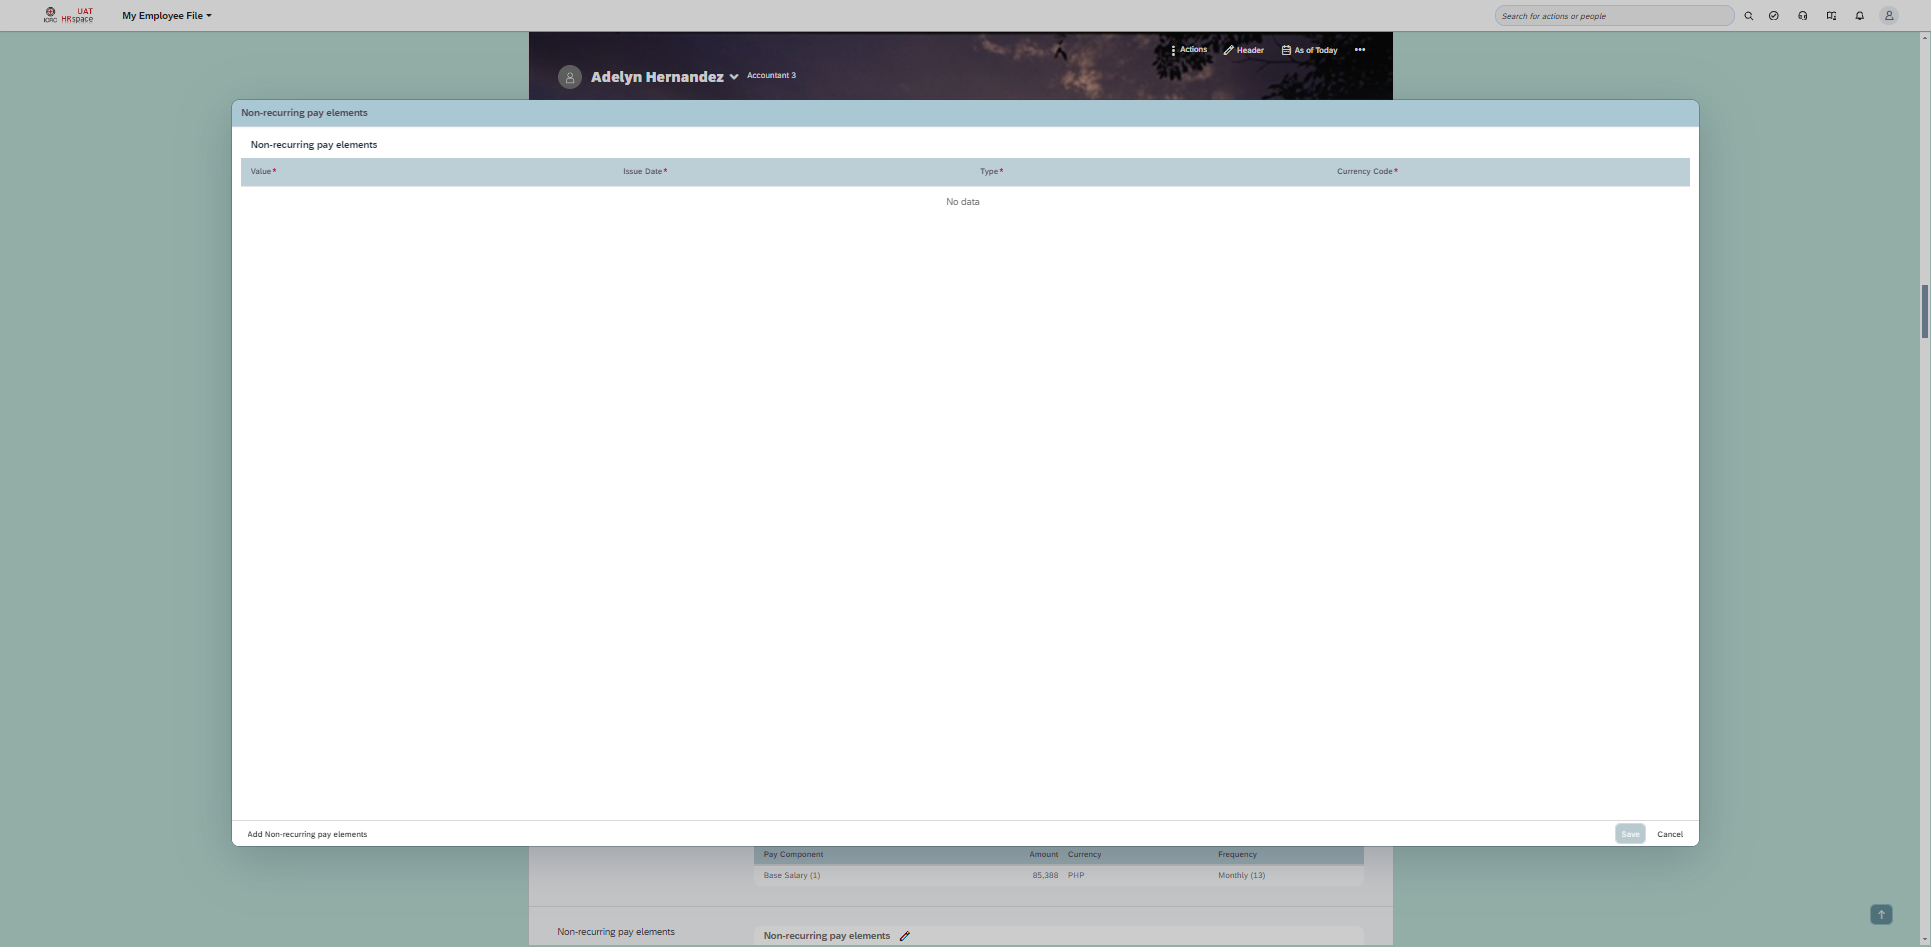 ICRC UAT HRspace My Employee File Search for actions or people
Actions Header As of Today
Adelyn Hernandez Accountant 3
Non-recurring pay elements
Non-recurring pay elements
Value* Issue Date* Type* Currency Code*
No data
Add Non-recurring pay elements Save Cancel
Pay Component Amount Currency Frequency
Base Salary (1) 85,388 PHP Monthly (13)
Non-recurring pay elements Non-recurring pay elements